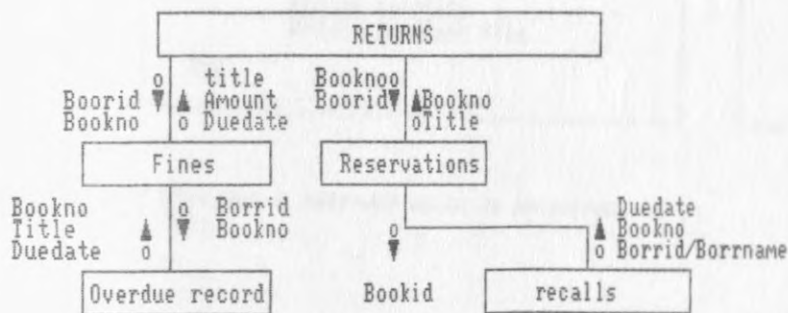 RETURNS
o title
Boorid Amount
Bookno o Duedate
Booknoo
Boorid Bookno
oTitle
Fines
Reservations
Bookno o Borrid
Title Bookno
Duedate o
o
Duedate
Bookno
o Borrid/Borrname
Overdue record
Bookid
recalls